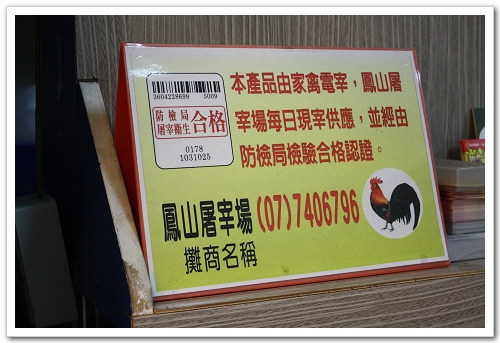 本產品由家禽電宰，鳳山屠
宰場每日現宰供應，並經由
防檢局檢驗合格認證。
3604228699 5009
防檢局
屠宰衛生
合格
0178
1031025
鳳山屠宰場(07)7406796
攤商名稱